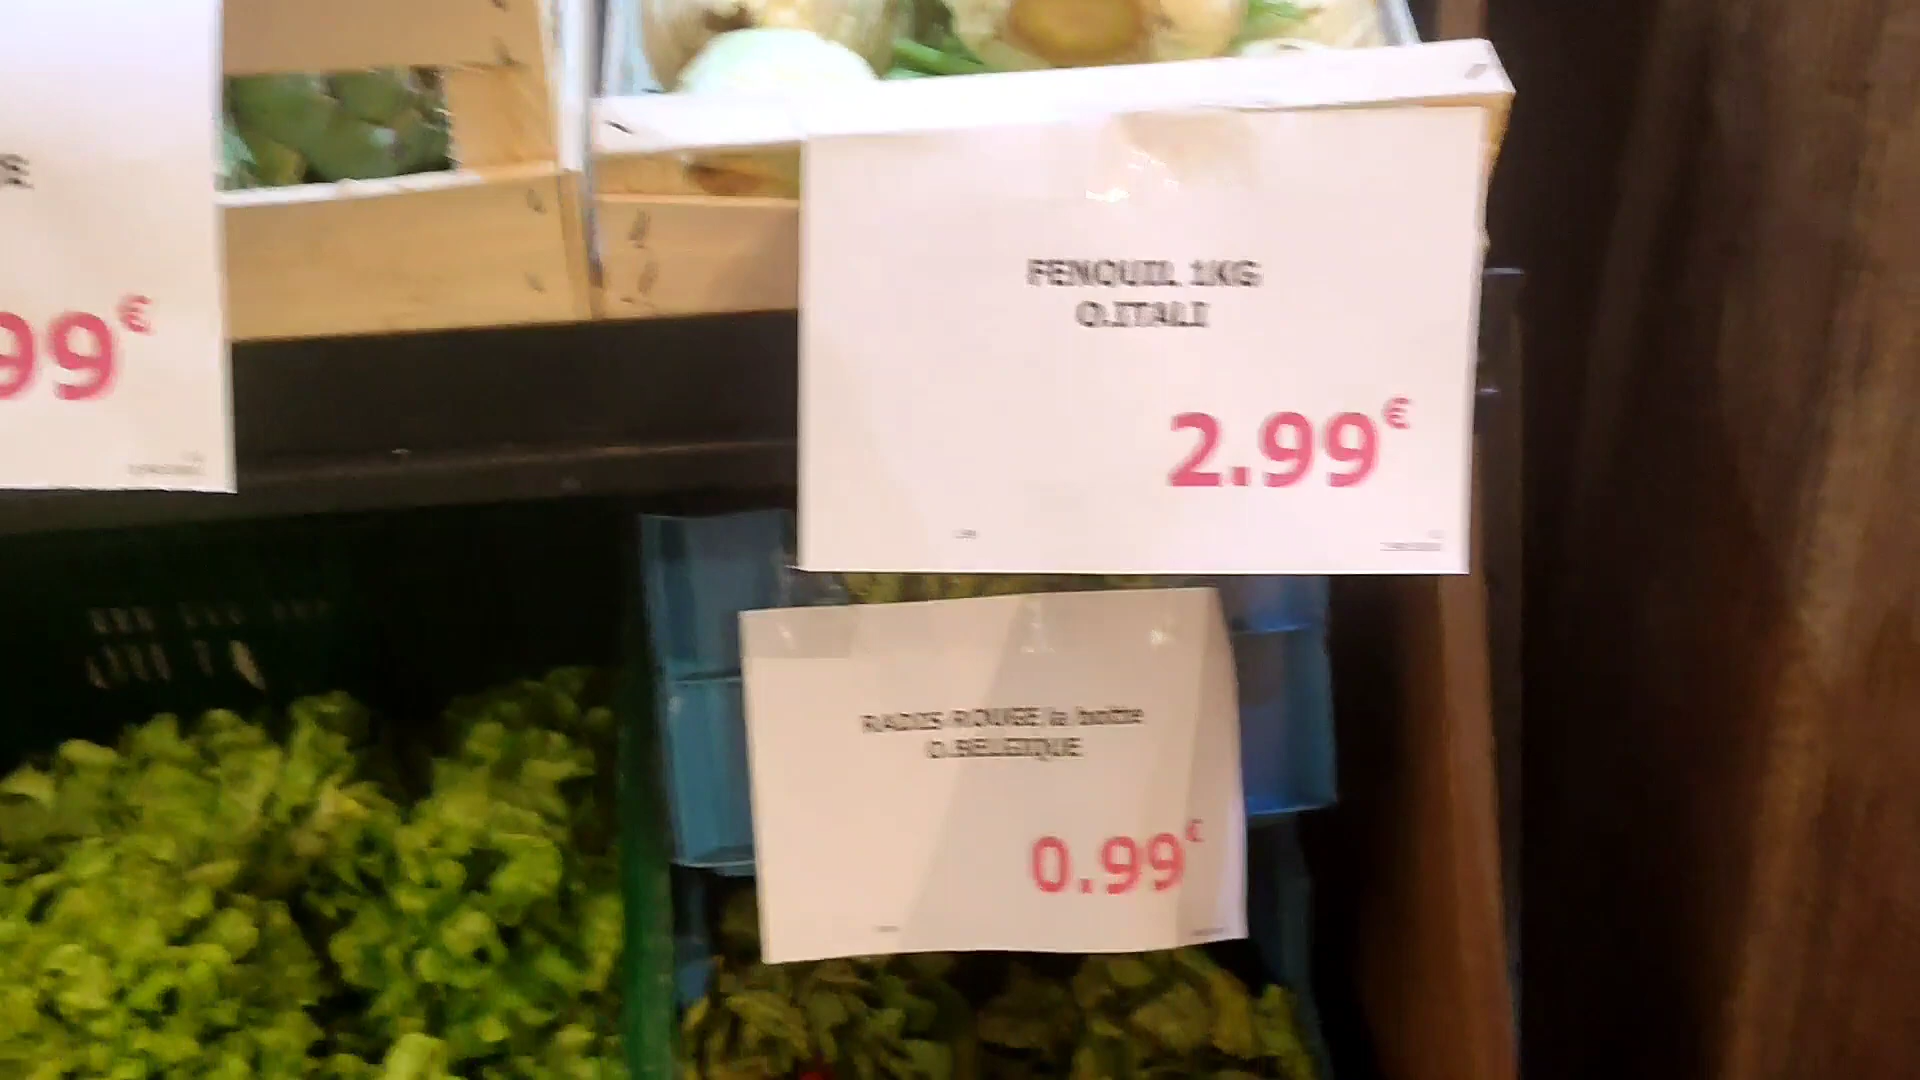 99€
FENOUIL 1KG
O.ITALI
2.99€
RADIS ROUGE la botte
O.BELGIQUE
0.99€